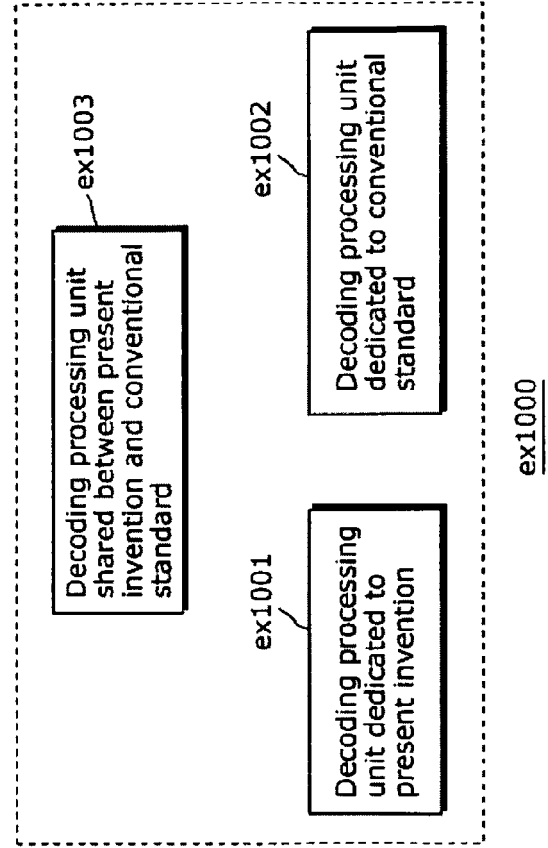 Decoding processing unit
shared between present
invention and conventional
standard
ex1003
ex1001
Decoding processing
unit dedicated to
present invention
ex1002
Decoding processing unit
dedicated to conventional
standard
ex1000